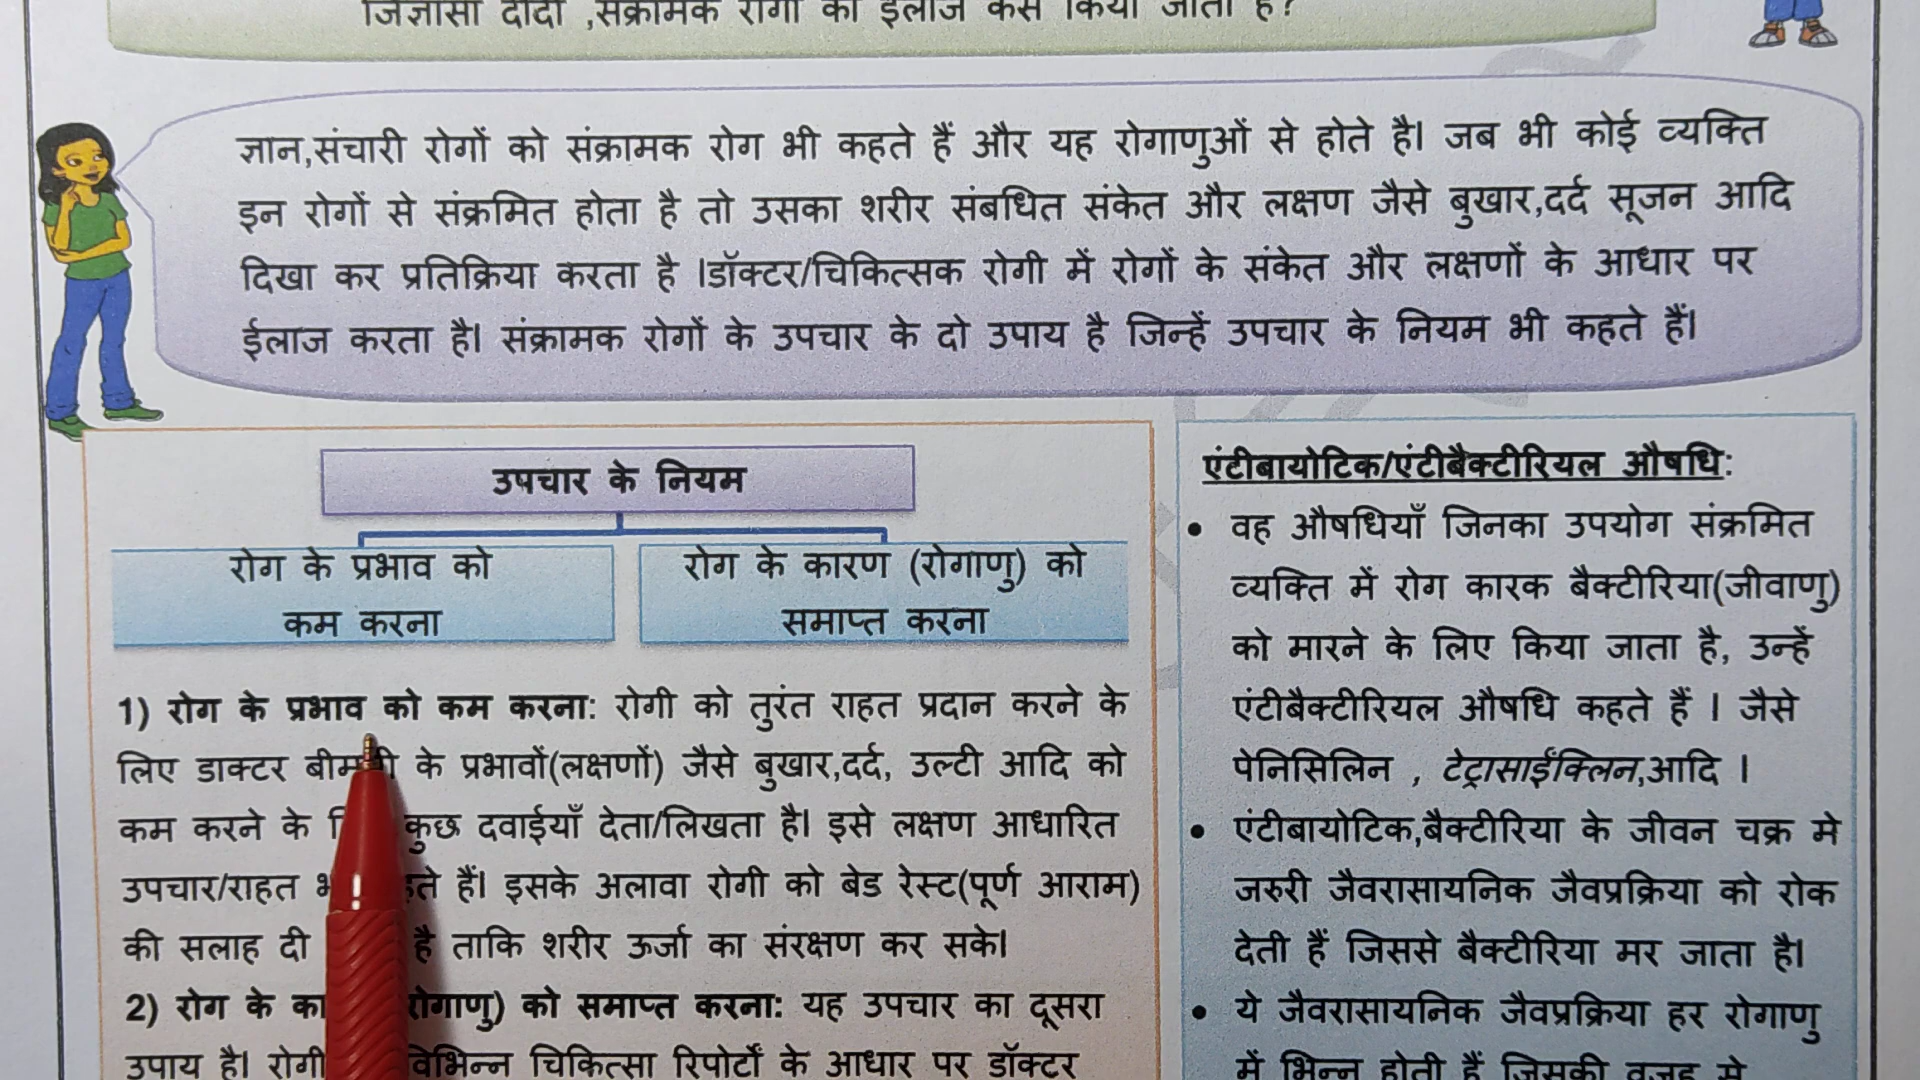 जिज्ञासा दीदी ,संक्रामक रोगों का ईलाज कैसे किया जाता है?
ज्ञान,संचारी रोगों को संक्रामक रोग भी कहते हैं और यह रोगाणुओं से होते है। जब भी कोई व्यक्ति
इन रोगों से संक्रमित होता है तो उसका शरीर संबधित संकेत और लक्षण जैसे बुखार,दर्द सूजन आदि
दिखा कर प्रतिक्रिया करता है ।डॉक्टर/चिकित्सक रोगी में रोगों के संकेत और लक्षणों के आधार पर
ईलाज करता है। संक्रामक रोगों के उपचार के दो उपाय है जिन्हें उपचार के नियम भी कहते हैं।
उपचार के नियम
रोग के प्रभाव को
कम करना
रोग के कारण (रोगाणु) को
समाप्त करना
1) रोग के प्रभाव को कम करना: रोगी को तुरंत राहत प्रदान करने के
लिए डाक्टर के प्रभावों(लक्षणों) जैसे बुखार,दर्द, उल्टी आदि को
कम करने के कुछ दवाईयाँ देता/लिखता है। इसे लक्षण आधारित
उपचार/राहत हैं। इसके अलावा रोगी को बेड रेस्ट(पूर्ण आराम)
की सलाह दी है ताकि शरीर ऊर्जा का संरक्षण कर सके।
2) रोग के रोगाणु) को समाप्त करना: यह उपचार का दूसरा
उपाय है। रोगी विभिन्न चिकित्सा रिपोर्टों के आधार पर डॉक्टर
एंटीबायोटिक/एंटीबैक्टीरियल औषधि:
• वह औषधियाँ जिनका उपयोग संक्रमित
व्यक्ति में रोग कारक बैक्टीरिया(जीवाणु)
को मारने के लिए किया जाता है, उन्हें
एंटीबैक्टीरियल औषधि कहते हैं । जैसे
पेनिसिलिन , टेट्रासाईंक्लिन,आदि ।
• एंटीबायोटिक,बैक्टीरिया के जीवन चक्र मे
जरुरी जैवरासायनिक जैवप्रक्रिया को रोक
देती हैं जिससे बैक्टीरिया मर जाता है।
• ये जैवरासायनिक जैवप्रक्रिया हर रोगाणु
में भिन्न होती हैं जिसकी वजह से